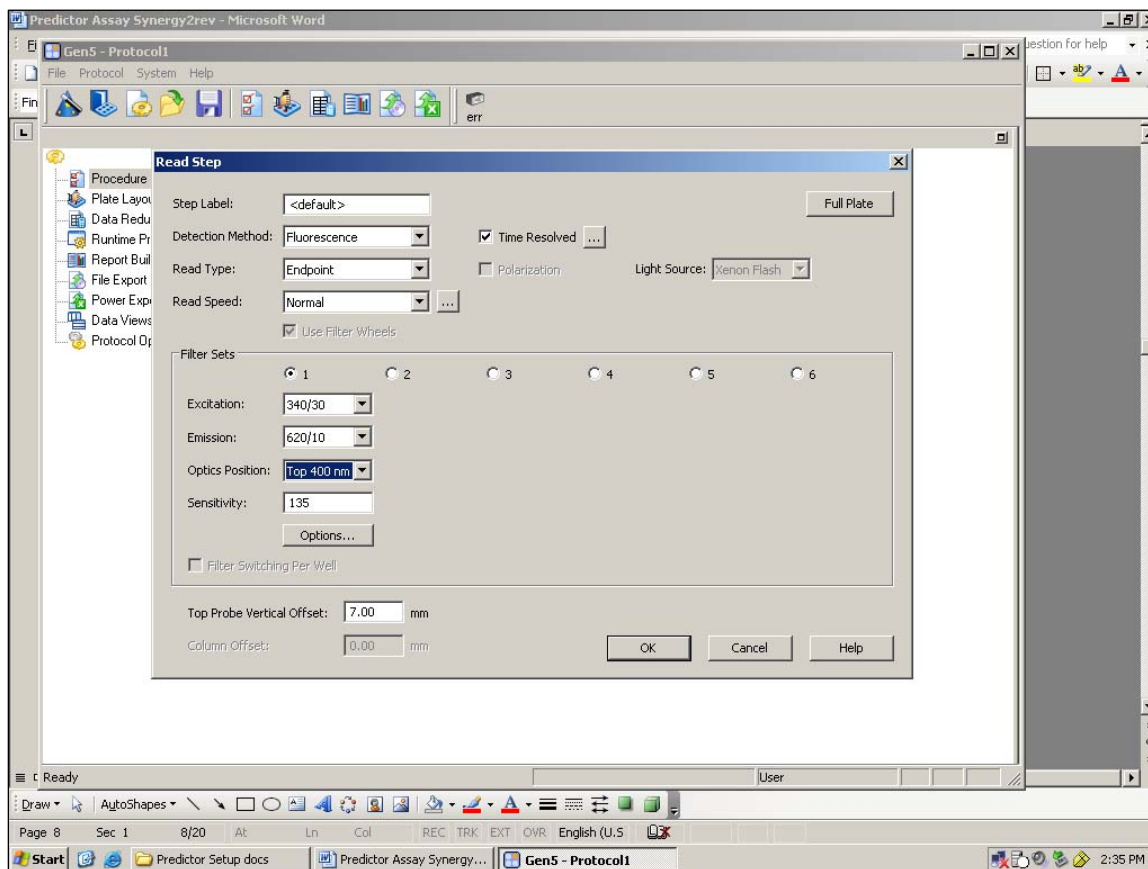 Predictor Assay Synergy2rev - Microsoft Word
Gen5 - Protocol1
uestion for help
File Protocol System Help
Fin
err
Read Step
Procedure
Plate Layou
Data Redu
Runtime Pr
Report Buil
File Export
Power Expo
Data Views
Protocol Op
Step Label: <default> Full Plate
Detection Method: Fluorescence Time Resolved ...
Read Type: Endpoint Polarization Light Source: Xenon Flash
Read Speed: Normal ...
Use Filter Wheels
Filter Sets
1 2 3 4 5 6
Excitation: 340/30
Emission: 620/10
Optics Position: Top 400 nm
Sensitivity: 135
Options...
Filter Switching Per Well
Top Probe Vertical Offset: 7.00 mm
Column Offset: 0.00 mm
OK Cancel Help
Ready User
Draw AutoShapes
Page 8 Sec 1 8/20 At Ln Col REC TRK EXT OVR English (U.S
Start Predictor Setup docs Predictor Assay Synergy... Gen5 - Protocol1 2:35 PM